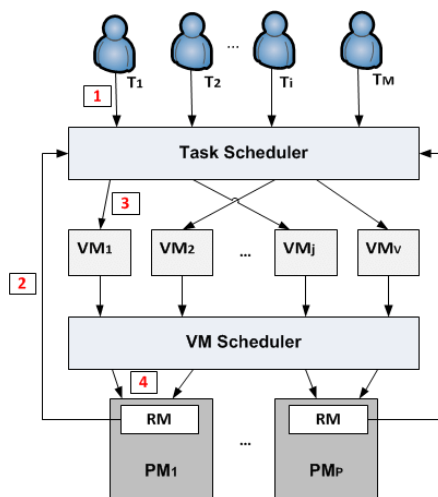 ...
1
T1
T2
Ti
TM
Task Scheduler
3
VM1
VM2
...
VMj
VMV
2
VM Scheduler
4
RM
RM
...
PM1
PMP